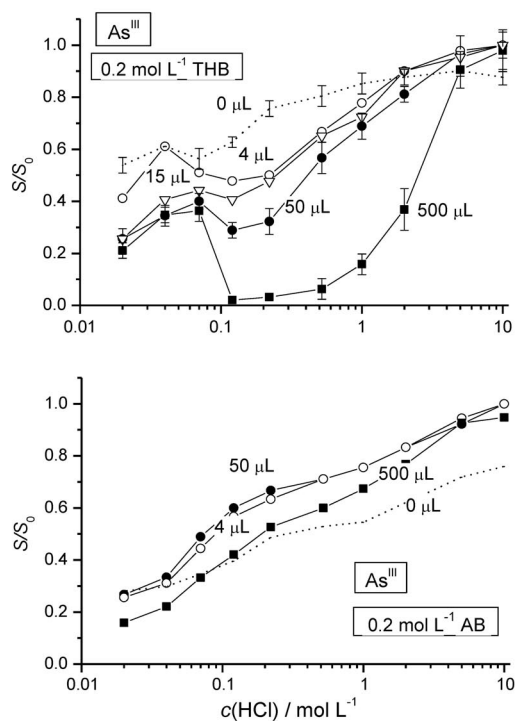 As^III
0.2 mol L⁻¹ THB
1.0
0.8
0.6
0.4
0.2
0.0
S/S₀
0 µL
4 µL
15 µL
50 µL
500 µL
0.01
0.1
1
10
1.0
0.8
0.6
0.4
0.2
0.0
S/S₀
50 µL
4 µL
500 µL
0 µL
As^III
0.2 mol L⁻¹ AB
0.01
0.1
1
10
c(HCl) / mol L⁻¹